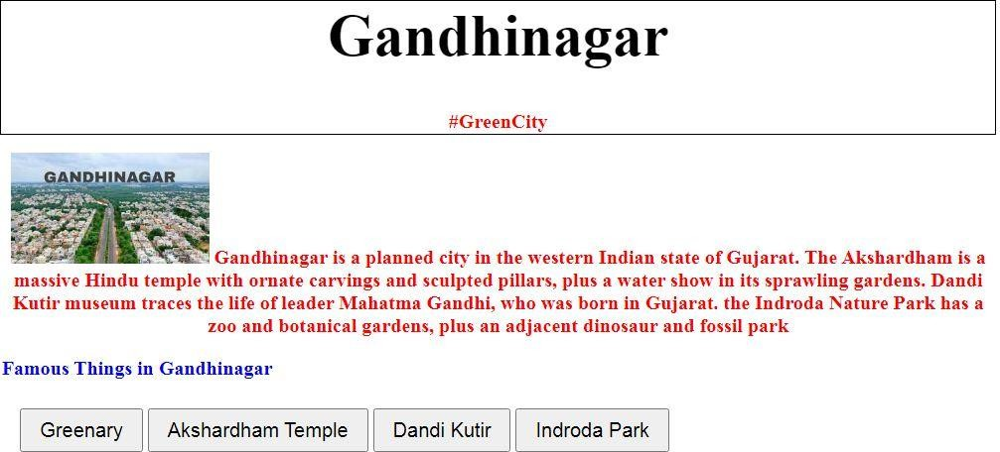 Gandhinagar
#GreenCity
GANDHINAGAR
Gandhinagar is a planned city in the western Indian state of Gujarat. The Akshardham is a
massive Hindu temple with ornate carvings and sculpted pillars, plus a water show in its sprawling gardens. Dandi
Kutir museum traces the life of leader Mahatma Gandhi, who was born in Gujarat. the Indroda Nature Park has a
zoo and botanical gardens, plus an adjacent dinosaur and fossil park
Famous Things in Gandhinagar
Greenary
Akshardham Temple
Dandi Kutir
Indroda Park